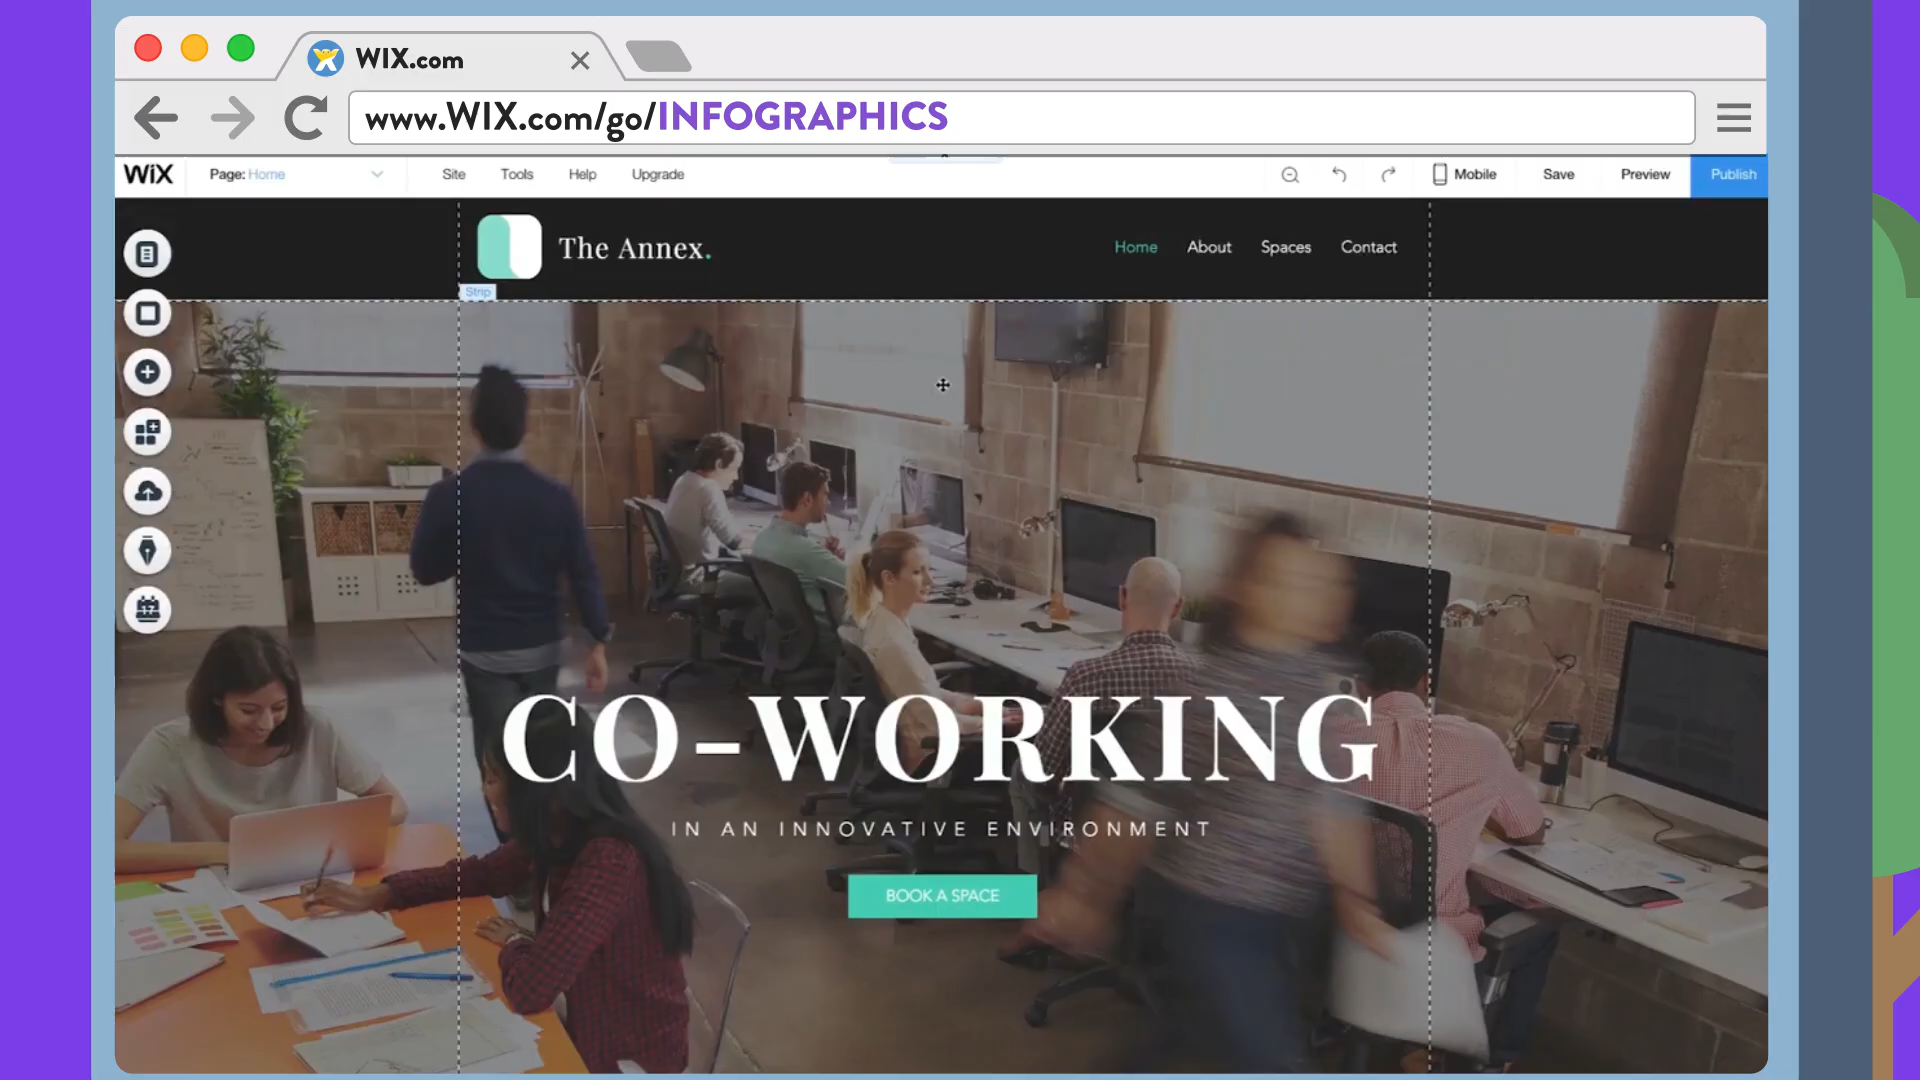 WIX.com
www.WIX.com/go/INFOGRAPHICS
WiX Page: Home Site Tools Help Upgrade Mobile Save Preview Publish
The Annex. Home About Spaces Contact
Strip
17
CO-WORKING
IN AN INNOVATIVE ENVIRONMENT
BOOK A SPACE